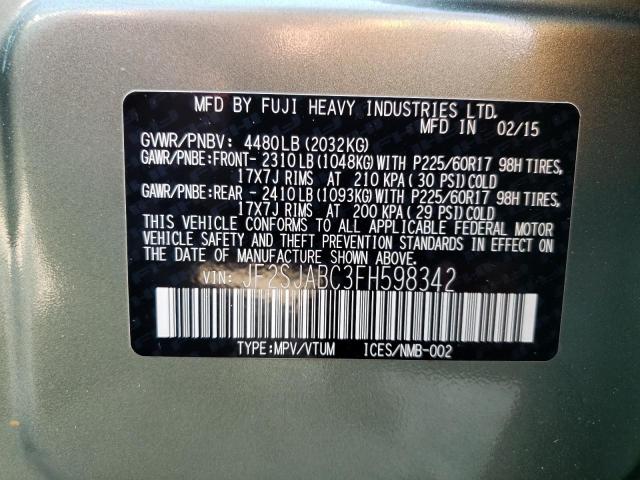 MFD BY FUJI HEAVY INDUSTRIES LTD.
MFD IN 02/15
GVWR/PNBV: 4480LB (2032KG)
GAWR/PNBE:FRONT- 2310LB(1048KG)WITH P225/60R17 98H TIRES,
17X7J RIMS AT 210 KPA( 30 PSI)COLD
GAWR/PNBE:REAR - 2410LB(1093KG)WITH P225/60R17 98H TIRES,
17X7J RIMS AT 200 KPA( 29 PSI)COLD
THIS VEHICLE CONFORMS TO ALL APPLICABLE FEDERAL MOTOR
VEHICLE SAFETY AND THEFT PREVENTION STANDARDS IN EFFECT ON
THE DATE OF MANUFACTURE SHOWN ABOVE.
VIN: JF2SJABC3FH598342
TYPE:MPV/VTUM ICES/NMB-002